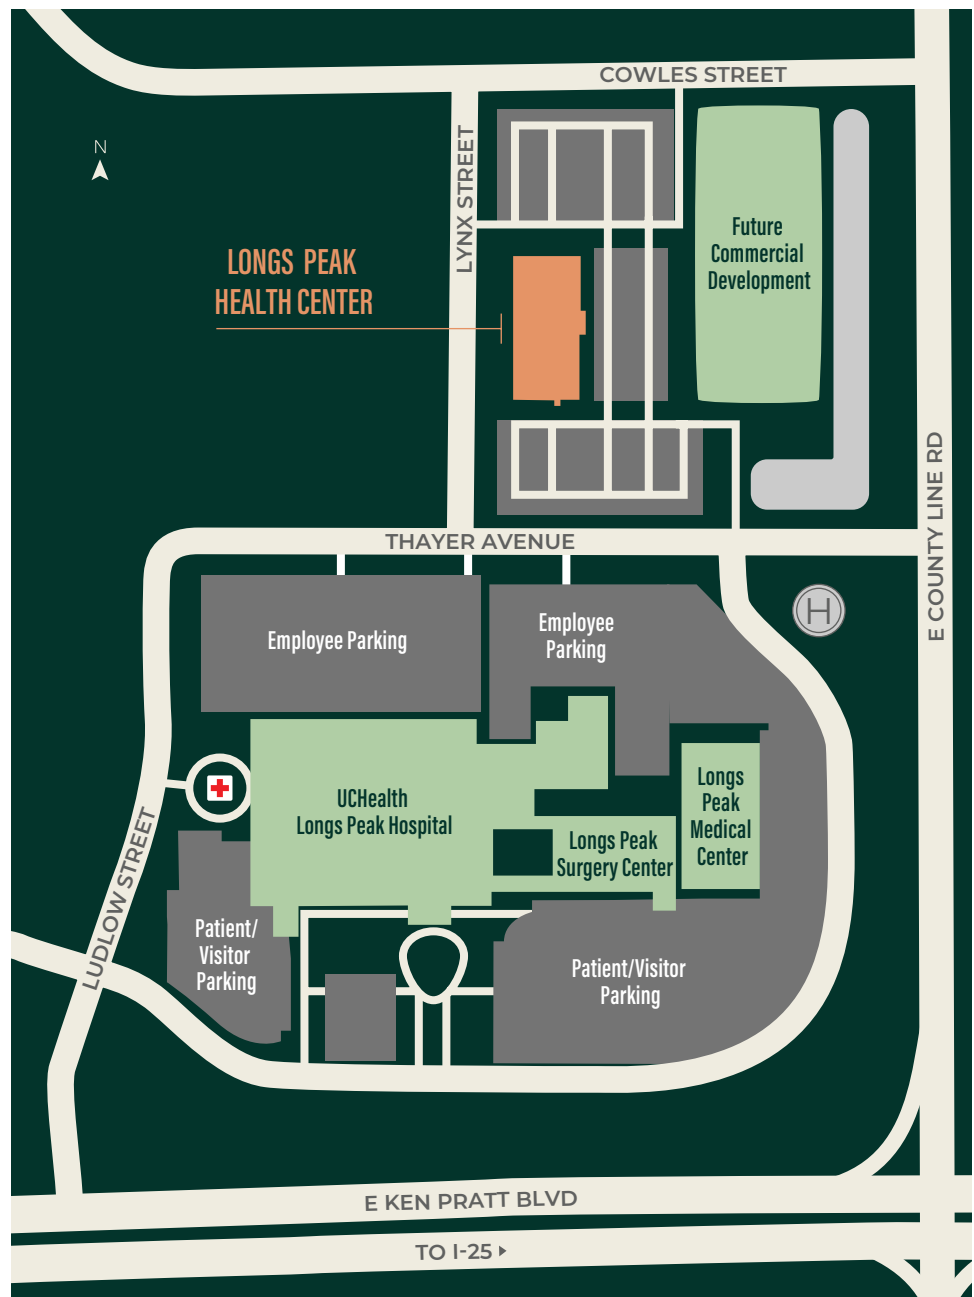 COWLES STREET
N
LYNX STREET
Future
Commercial
Development
LONGS PEAK
HEALTH CENTER
E COUNTY LINE RD
THAYER AVENUE
H
Employee Parking
Employee
Parking
UCHealth
Longs Peak Hospital
Longs
Peak
Medical
Center
Longs Peak
Surgery Center
LUDLOW STREET
Patient/
Visitor
Parking
Patient/Visitor
Parking
E KEN PRATT BLVD
TO I-25